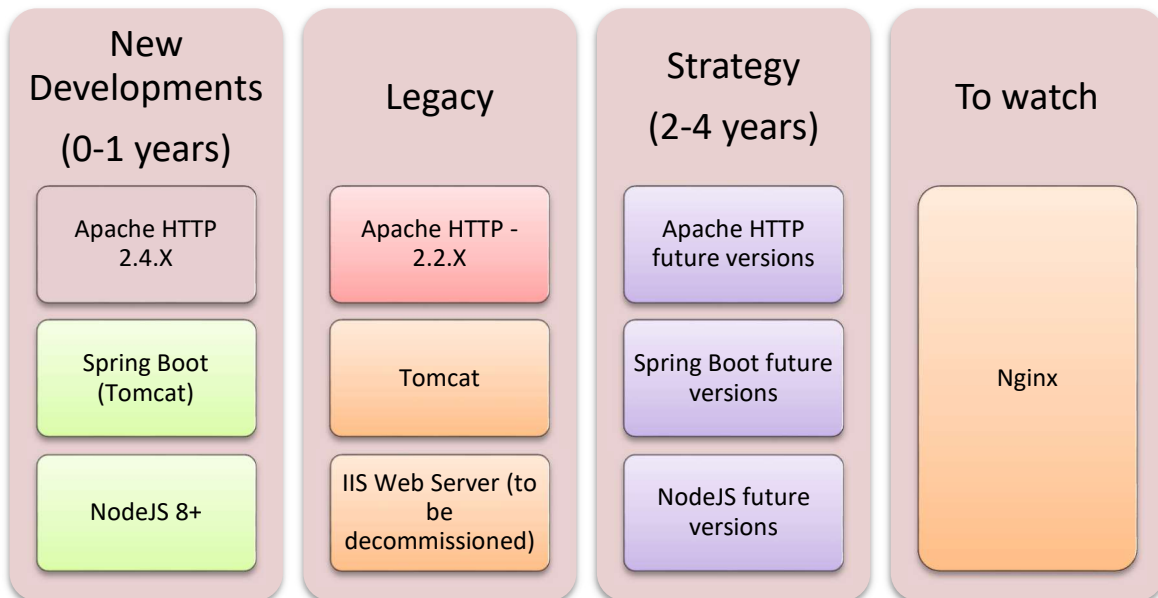 New
Developments
(0-1 years)
Apache HTTP
2.4.X
Spring Boot
(Tomcat)
NodeJS 8+
Legacy
Apache HTTP -
2.2.X
Tomcat
IIS Web Server (to
be
decommissioned)
Strategy
(2-4 years)
Apache HTTP
future versions
Spring Boot future
versions
NodeJS future
versions
To watch
Nginx